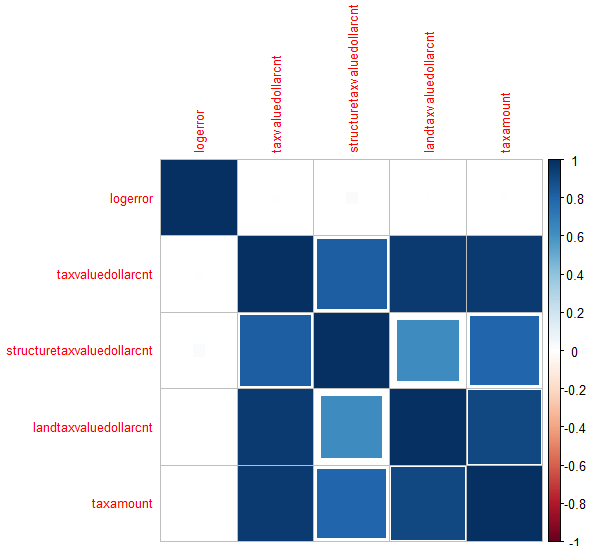 logerror
taxvaluedollarcnt
structuretaxvaluedollarcnt
landtaxvaluedollarcnt
taxamount
logerror
taxvaluedollarcnt
structuretaxvaluedollarcnt
landtaxvaluedollarcnt
taxamount
1
0.8
0.6
0.4
0.2
0
-0.2
-0.4
-0.6
-0.8
-1